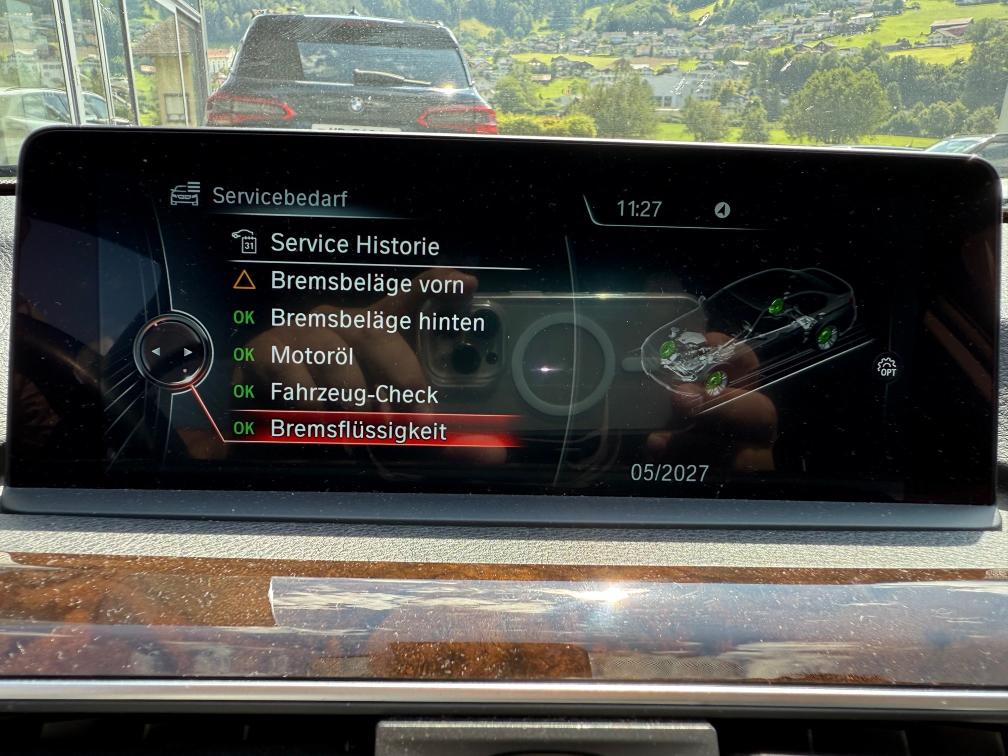 Servicebedarf
11:27
31
Service Historie
Bremsbeläge vorn
OK Bremsbeläge hinten
OK Motoröl
OK Fahrzeug-Check
OK Bremsflüssigkeit
OPT
05/2027